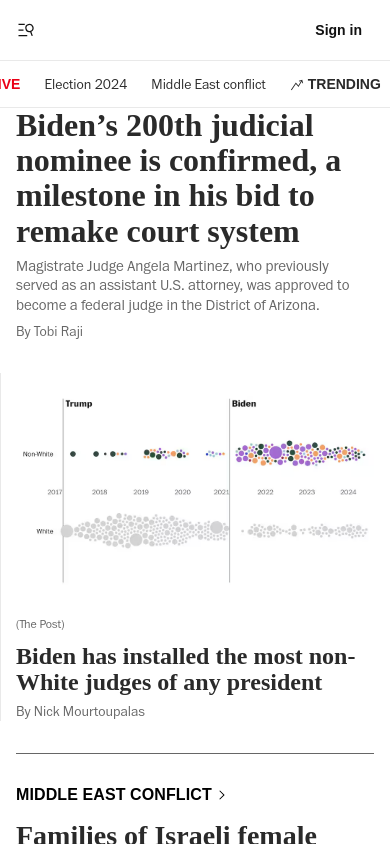 Sign in
IVE
Election 2024
Middle East conflict
TRENDING
Biden’s 200th judicial
nominee is confirmed, a
milestone in his bid to
remake court system
Magistrate Judge Angela Martinez, who previously
served as an assistant U.S. attorney, was approved to
become a federal judge in the District of Arizona.
By Tobi Raji
Trump
Biden
Non-White
2017
2018
2019
2020
2021
2022
2023
2024
White
(The Post)
Biden has installed the most non-
White judges of any president
By Nick Mourtoupalas
MIDDLE EAST CONFLICT
Families of Israeli female